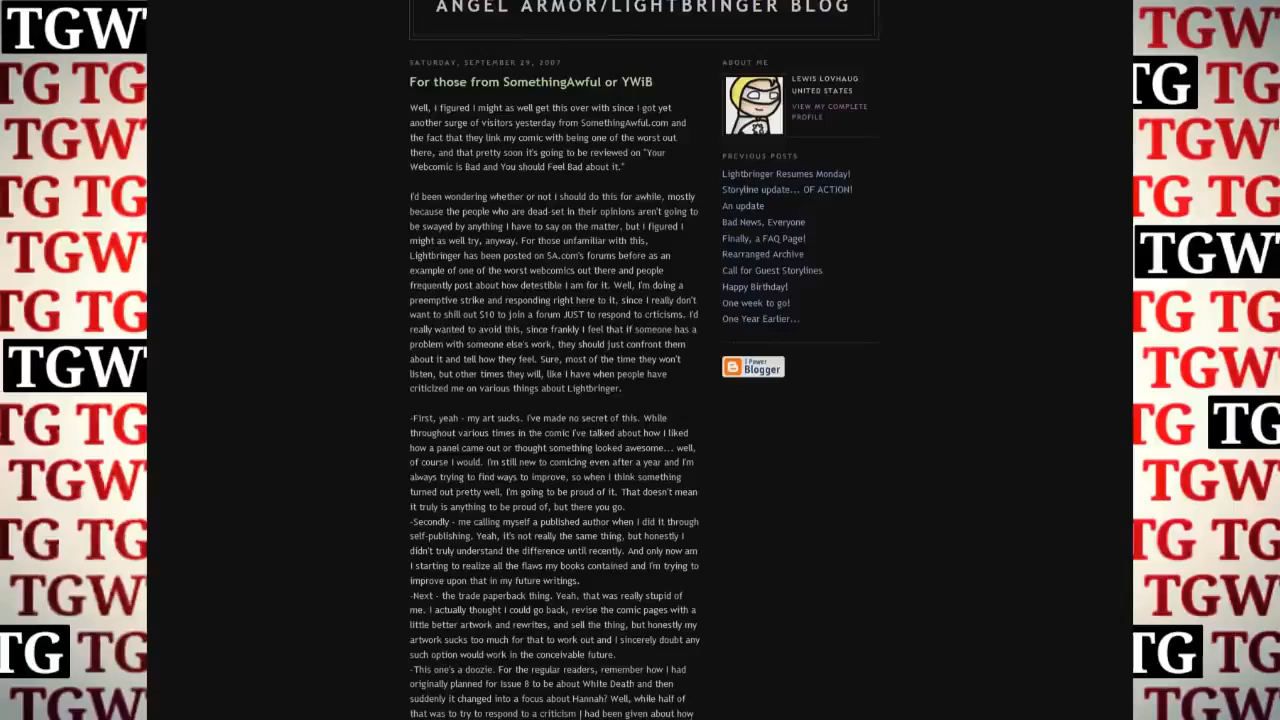 ANGEL ARMOR/LIGHTBRINGER BLOG
SATURDAY, SEPTEMBER 29, 2007
For those from SomethingAwful or YWiB
Well, I figured I might as well get this over with since I got yet
another surge of visitors yesterday from SomethingAwful.com and
the fact that they link my comic with being one of the worst out
there, and that pretty soon it's going to be reviewed on "Your
Webcomic is Bad and You should Feel Bad about it."
I'd been wondering whether or not I should do this for awhile, mostly
because the people who are dead-set in their opinions aren't going to
be swayed by anything I have to say on the matter, but I figured I
might as well try, anyway. For those unfamiliar with this,
Lightbringer has been posted on SA.com's forums before as an
example of one of the worst webcomics out there and people
frequently post about how detestible I am for it. Well, I'm doing a
preemptive strike and responding right here to it, since I really don't
want to shill out $10 to join a forum JUST to respond to crticisms. I'd
really wanted to avoid this, since frankly I feel that if someone has a
problem with someone else's work, they should just confront them
about it and tell how they feel. Sure, most of the time they won't
listen, but other times they will, like I have when people have
criticized me on various things about Lightbringer.
-First, yeah - my art sucks. I've made no secret of this. While
throughout various times in the comic I've talked about how I liked
how a panel came out or thought something looked awesome... well,
of course I would. I'm still new to comicing even after a year and I'm
always trying to find ways to improve, so when I think something
turned out pretty well, I'm going to be proud of it. That doesn't mean
it truly is anything to be proud of, but there you go.
-Secondly - me calling myself a published author when I did it through
self-publishing. Yeah, it's not really the same thing, but honestly I
didn't truly understand the difference until recently. And only now am
I starting to realize all the flaws my books contained and I'm trying to
improve upon that in my future writings.
-Next - the trade paperback thing. Yeah, that was really stupid of
me. I actually thought I could go back, revise the comic pages with a
little better artwork and rewrites, and sell the thing, but honestly my
artwork sucks too much for that to work out and I sincerely doubt any
such option would work in the conceivable future.
-This one's a doozie. For the regular readers, remember how I had
originally planned for Issue 8 to be about White Death and then
suddenly it changed into a focus about Hannah? Well, while half of
that was to try to respond to a criticism I had been given about how
ABOUT ME
LEWIS LOVHAUG
UNITED STATES
VIEW MY COMPLETE
PROFILE
PREVIOUS POSTS
Lightbringer Resumes Monday!
Storyline update... OF ACTION!
An update
Bad News, Everyone
Finally, a FAQ Page!
Rearranged Archive
Call for Guest Storylines
Happy Birthday!
One week to go!
One Year Earlier...
I Power
Blogger